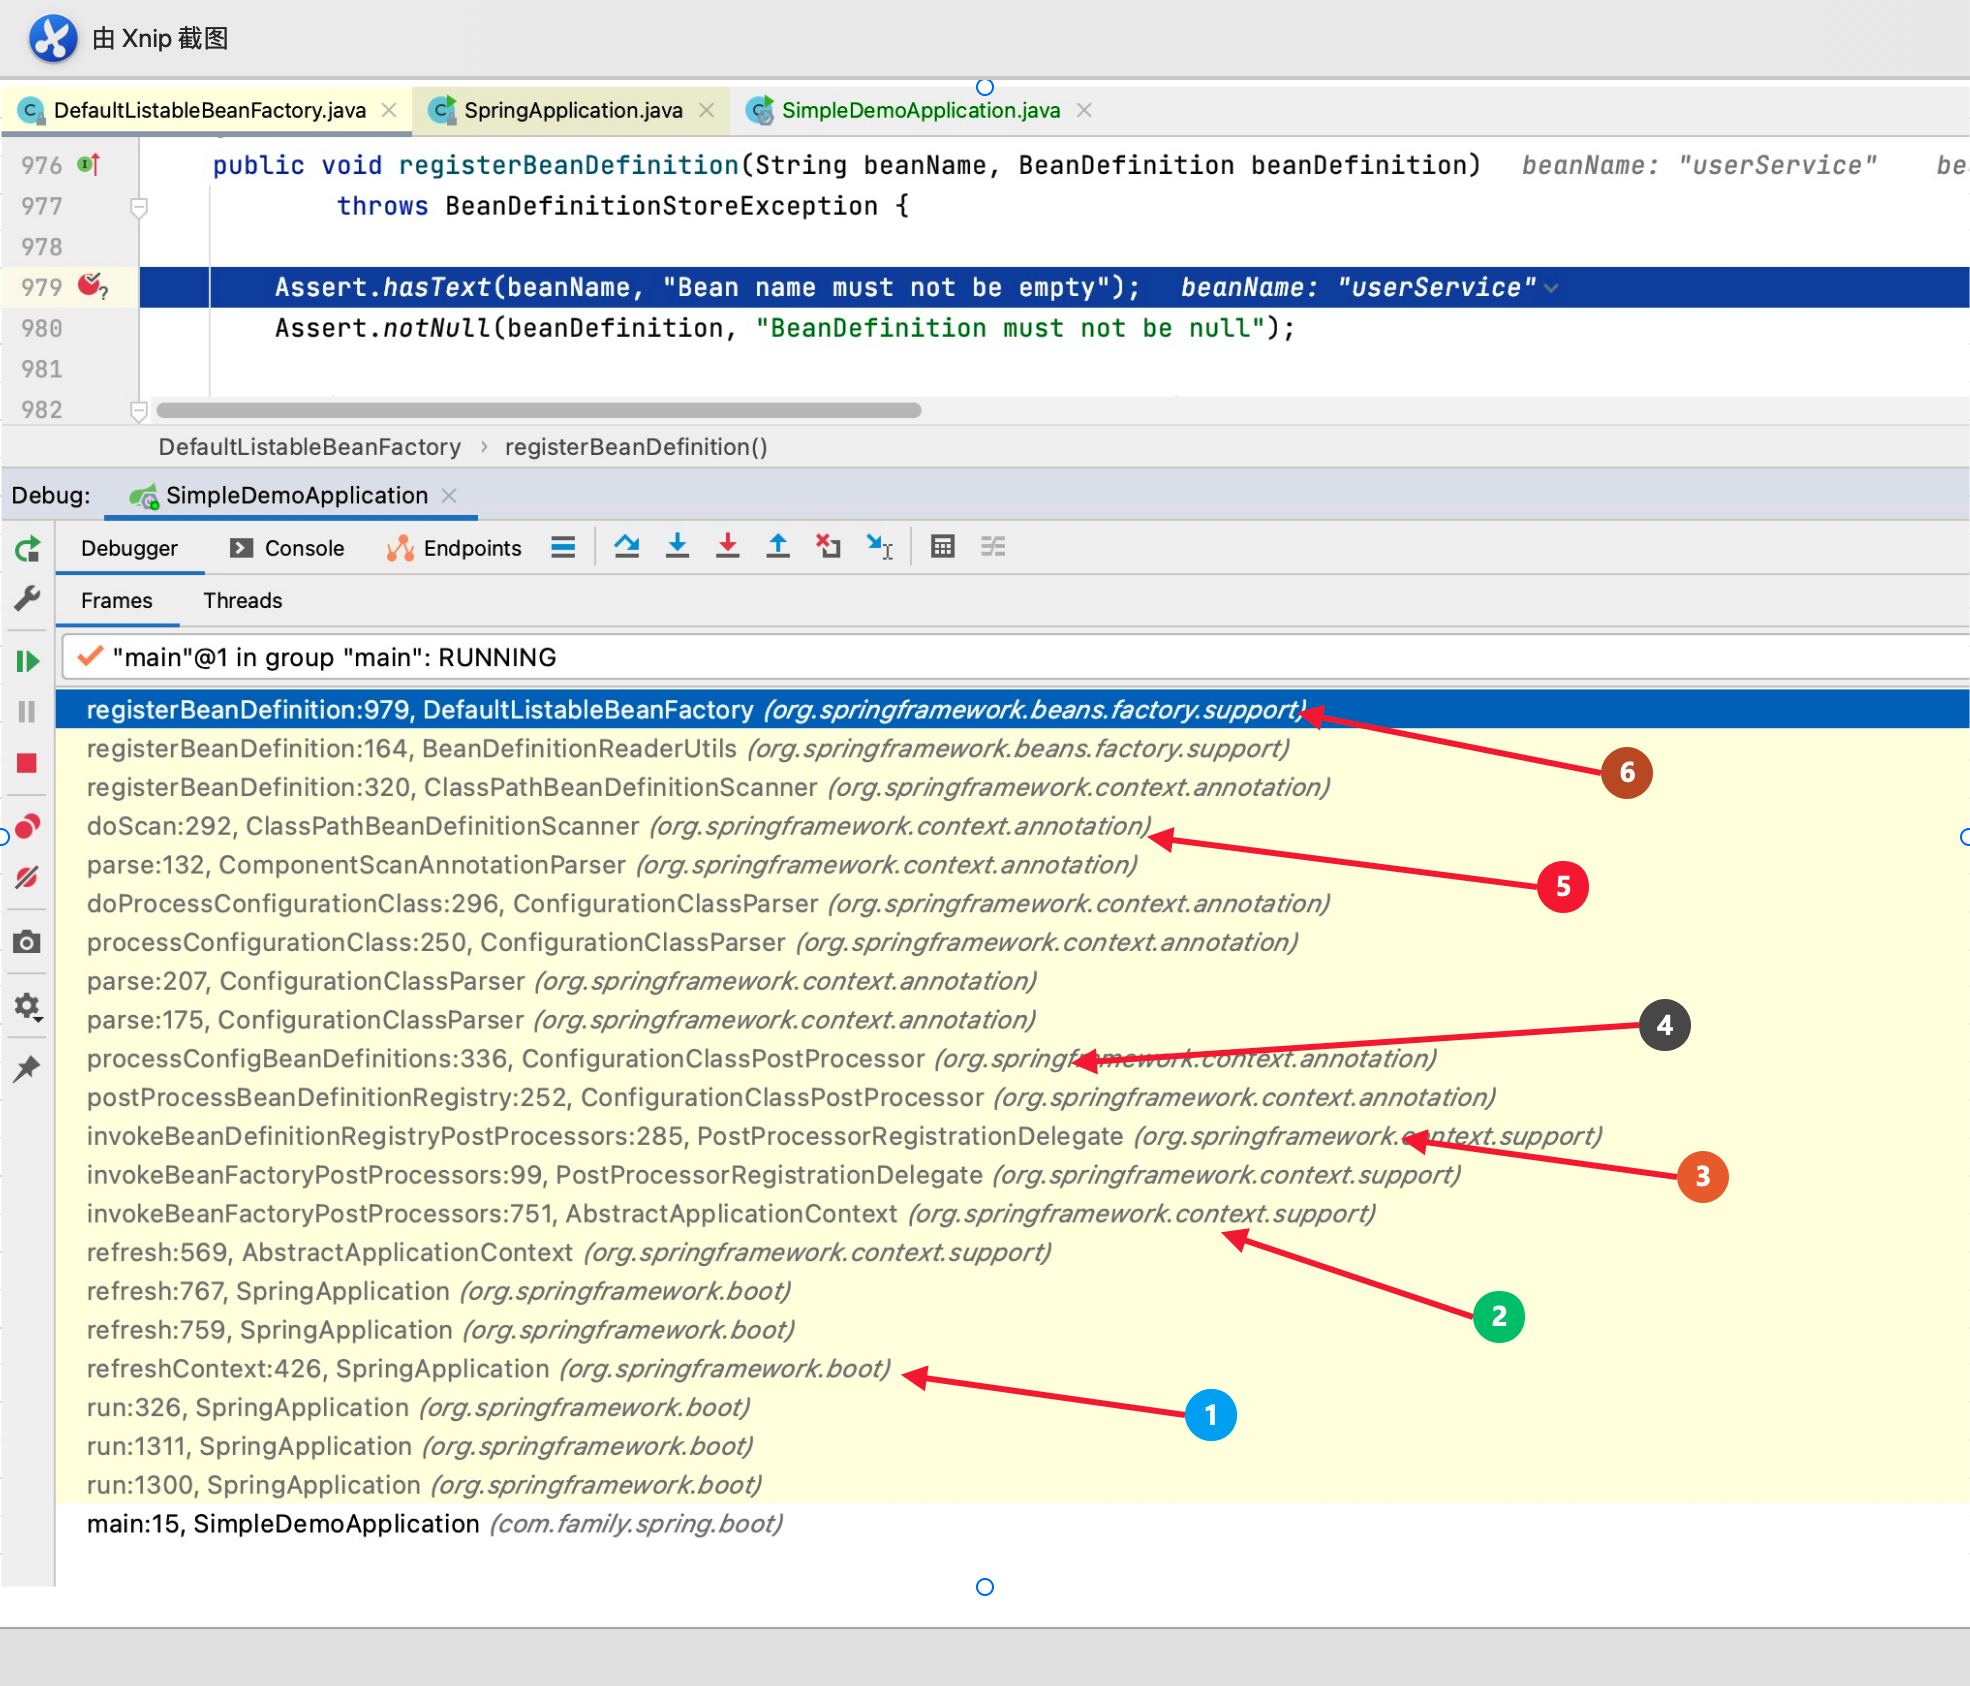 由 Xnip 截图
DefaultListableBeanFactory.java SpringApplication.java SimpleDemoApplication.java
976 public void registerBeanDefinition(String beanName, BeanDefinition beanDefinition) beanName: "userService" be
977 throws BeanDefinitionStoreException {
978
979 Assert.hasText(beanName, "Bean name must not be empty"); beanName: "userService"
980 Assert.notNull(beanDefinition, "BeanDefinition must not be null");
981
982
DefaultListableBeanFactory › registerBeanDefinition()
Debug: SimpleDemoApplication
Debugger Console Endpoints
Frames Threads
"main"@1 in group "main": RUNNING
registerBeanDefinition:979, DefaultListableBeanFactory (org.springframework.beans.factory.support)
registerBeanDefinition:164, BeanDefinitionReaderUtils (org.springframework.beans.factory.support)
6
registerBeanDefinition:320, ClassPathBeanDefinitionScanner (org.springframework.context.annotation)
doScan:292, ClassPathBeanDefinitionScanner (org.springframework.context.annotation)
parse:132, ComponentScanAnnotationParser (org.springframework.context.annotation)
5
doProcessConfigurationClass:296, ConfigurationClassParser (org.springframework.context.annotation)
processConfigurationClass:250, ConfigurationClassParser (org.springframework.context.annotation)
parse:207, ConfigurationClassParser (org.springframework.context.annotation)
parse:175, ConfigurationClassParser (org.springframework.context.annotation)
4
processConfigBeanDefinitions:336, ConfigurationClassPostProcessor (org.springframework.context.annotation)
postProcessBeanDefinitionRegistry:252, ConfigurationClassPostProcessor (org.springframework.context.annotation)
invokeBeanDefinitionRegistryPostProcessors:285, PostProcessorRegistrationDelegate (org.springframework.context.support)
invokeBeanFactoryPostProcessors:99, PostProcessorRegistrationDelegate (org.springframework.context.support)
3
invokeBeanFactoryPostProcessors:751, AbstractApplicationContext (org.springframework.context.support)
refresh:569, AbstractApplicationContext (org.springframework.context.support)
refresh:767, SpringApplication (org.springframework.boot)
2
refresh:759, SpringApplication (org.springframework.boot)
refreshContext:426, SpringApplication (org.springframework.boot)
run:326, SpringApplication (org.springframework.boot)
1
run:1311, SpringApplication (org.springframework.boot)
run:1300, SpringApplication (org.springframework.boot)
main:15, SimpleDemoApplication (com.family.spring.boot)